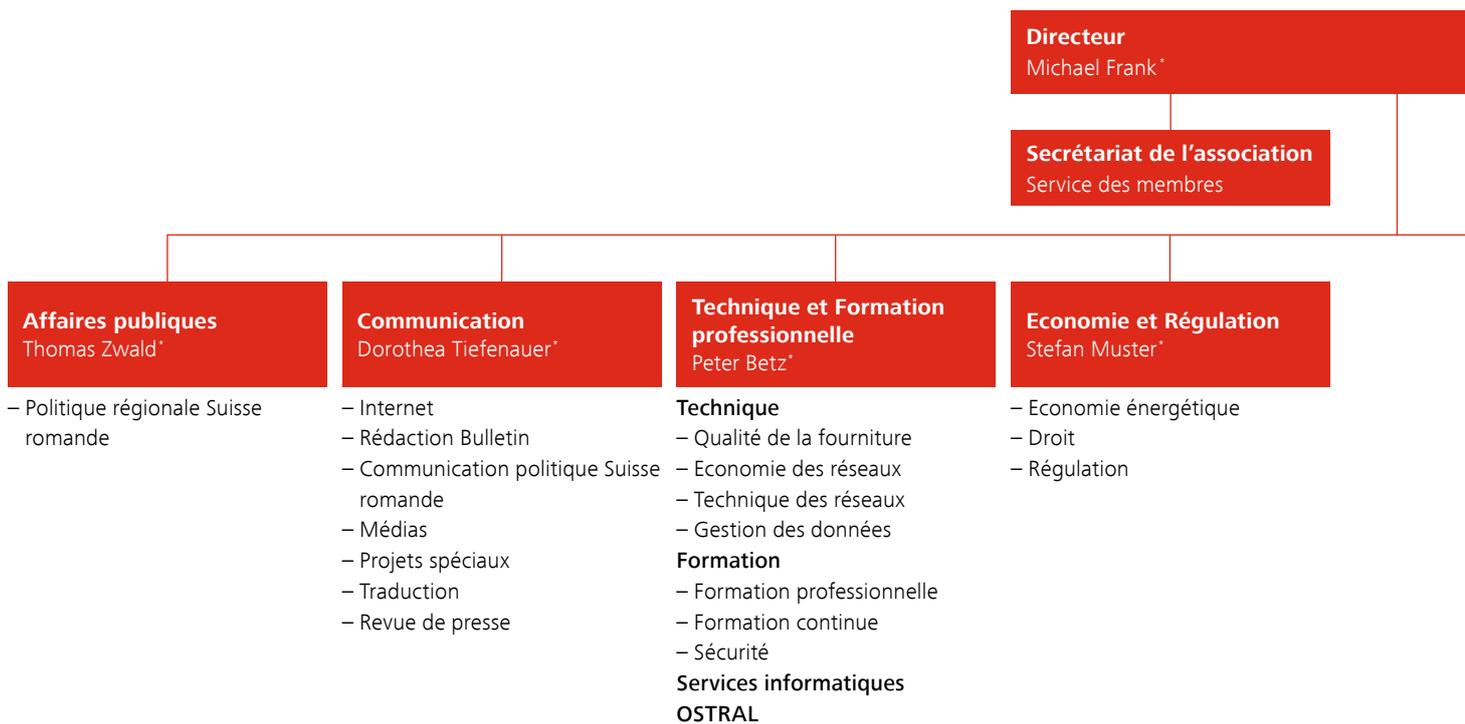 Directeur
Michael Frank*
Secrétariat de l’association
Service des membres
Affaires publiques
Thomas Zwald*
– Politique régionale Suisse
romande
Communication
Dorothea Tiefenauer*
– Internet
– Rédaction Bulletin
– Communication politique Suisse
romande
– Médias
– Projets spéciaux
– Traduction
– Revue de presse
Technique et Formation
professionnelle
Peter Betz*
Technique
– Qualité de la fourniture
– Economie des réseaux
– Technique des réseaux
– Gestion des données
Formation
– Formation professionnelle
– Formation continue
– Sécurité
Services informatiques
OSTRAL
Economie et Régulation
Stefan Muster*
– Economie énergétique
– Droit
– Régulation